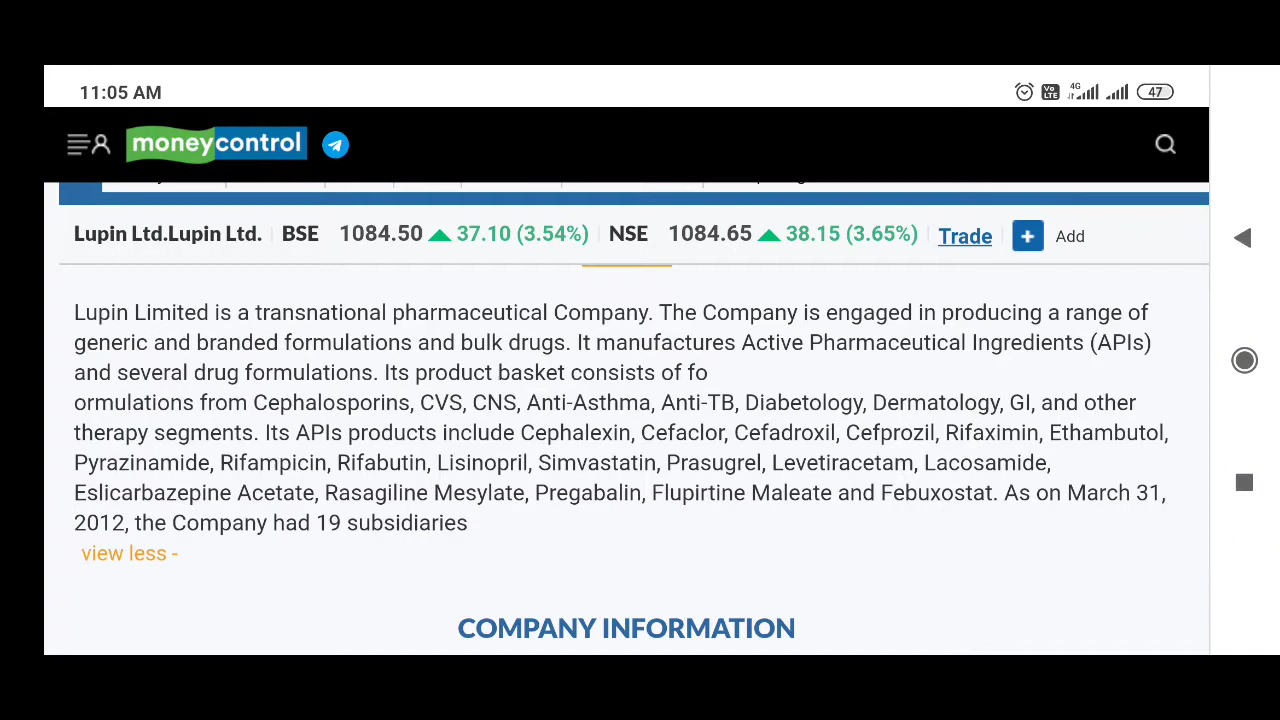 11:05 AM Vo LTE 4G 47
moneycontrol
Lupin Ltd.Lupin Ltd. BSE 1084.50 37.10 (3.54%) NSE 1084.65 38.15 (3.65%) Trade + Add
Lupin Limited is a transnational pharmaceutical Company. The Company is engaged in producing a range of
generic and branded formulations and bulk drugs. It manufactures Active Pharmaceutical Ingredients (APIs)
and several drug formulations. Its product basket consists of fo
ormulations from Cephalosporins, CVS, CNS, Anti-Asthma, Anti-TB, Diabetology, Dermatology, GI, and other
therapy segments. Its APIs products include Cephalexin, Cefaclor, Cefadroxil, Cefprozil, Rifaximin, Ethambutol,
Pyrazinamide, Rifampicin, Rifabutin, Lisinopril, Simvastatin, Prasugrel, Levetiracetam, Lacosamide,
Eslicarbazepine Acetate, Rasagiline Mesylate, Pregabalin, Flupirtine Maleate and Febuxostat. As on March 31,
2012, the Company had 19 subsidiaries
view less -
COMPANY INFORMATION